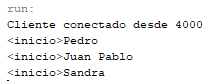 run:
Cliente conectado desde 4000
<inicio>Pedro
<inicio>Juan Pablo
<inicio>Sandra